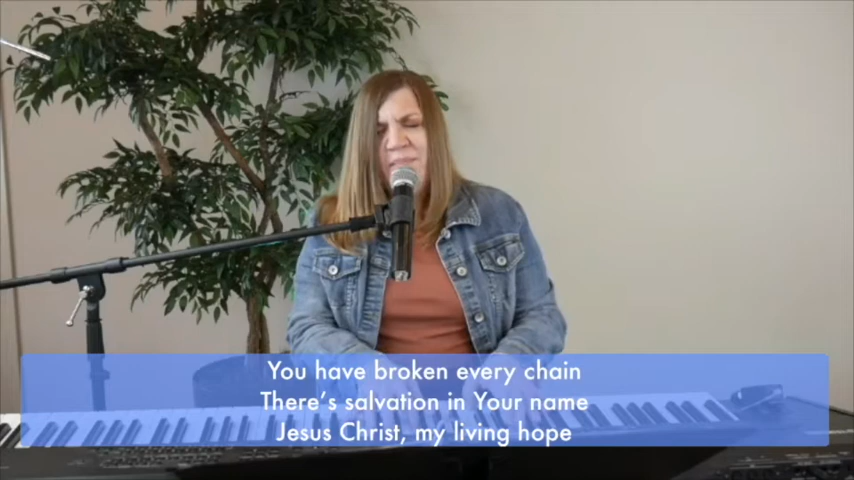 You have broken every chain
There's salvation in Your name
Jesus Christ, my living hope